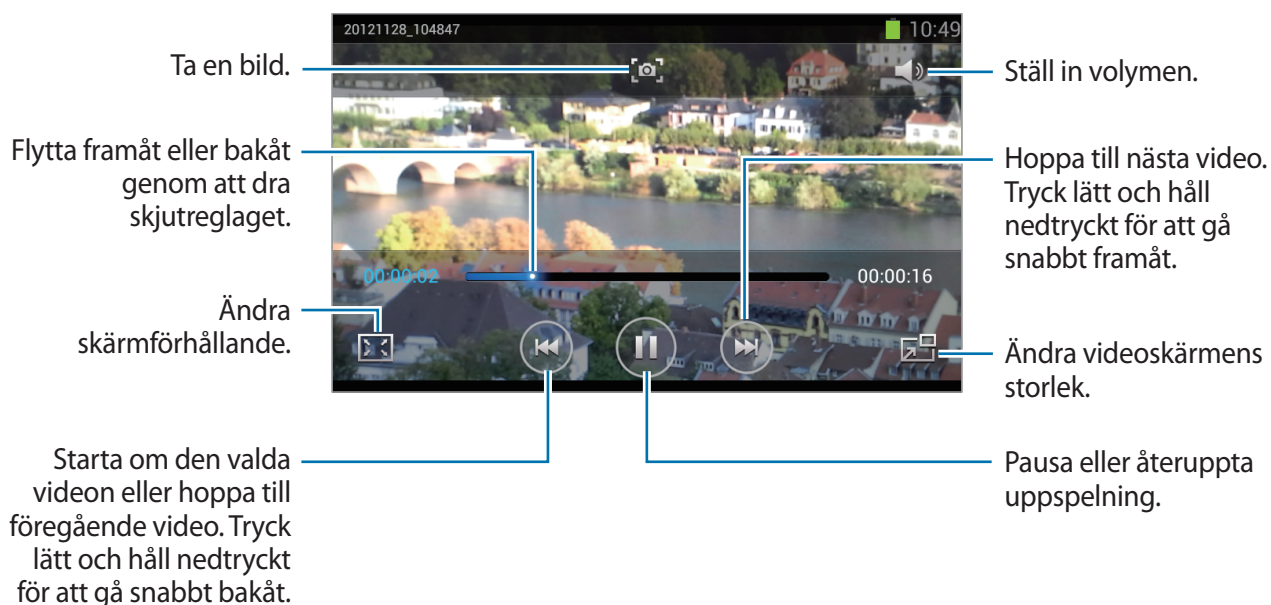 20121128_104847
10:49
Ta en bild.
Ställ in volymen.
Flytta framåt eller bakåt
genom att dra
skjutreglaget.
Hoppa till nästa video.
Tryck lätt och håll
nedtryckt för att gå
snabbt framåt.
00:00:02
00:00:16
Ändra
skärmförhållande.
Ändra videoskärmens
storlek.
Starta om den valda
videon eller hoppa till
föregående video. Tryck
lätt och håll nedtryckt
för att gå snabbt bakåt.
Pausa eller återuppta
uppspelning.